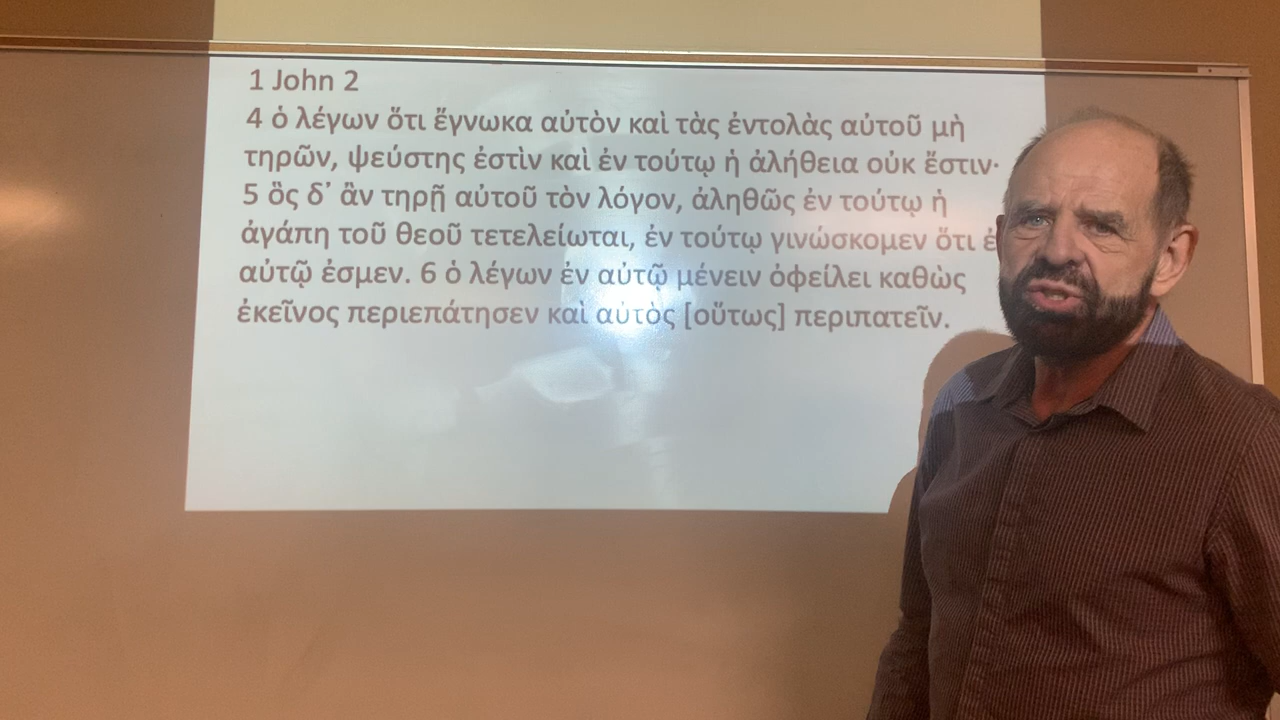 1 John 2
4 ὁ λέγων ὅτι ἔγνωκα αὐτὸν καὶ τὰς ἐντολὰς αὐτοῦ μὴ
τηρῶν, ψεύστης ἐστὶν καὶ ἐν τούτῳ ἡ ἀλήθεια οὐκ ἔστιν·
5 ὃς δ᾽ ἂν τηρῇ αὐτοῦ τὸν λόγον, ἀληθῶς ἐν τούτῳ ἡ
ἀγάπη τοῦ θεοῦ τετελείωται, ἐν τούτῳ γινώσκομεν ὅτι
αὐτῷ ἐσμεν. 6 ὁ λέγων ἐν αὐτῷ μένειν ὀφείλει καθὼς
ἐκεῖνος περιεπάτησεν καὶ αὐτὸς [οὕτως] περιπατεῖν.